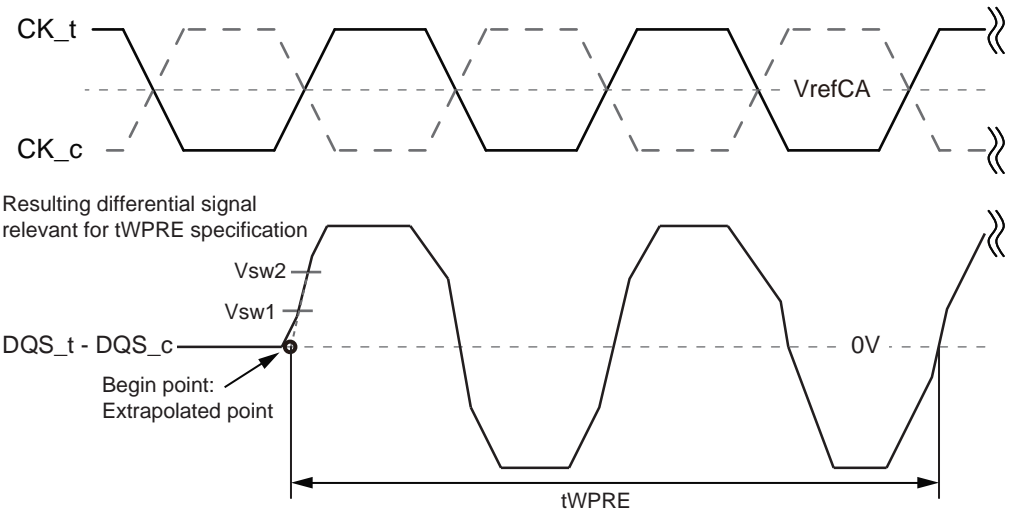 CK_t
VrefCA
CK_c
Resulting differential signal
relevant for tWPRE specification
Vsw2
Vsw1
DQS_t - DQS_c
0V
Begin point:
Extrapolated point
tWPRE